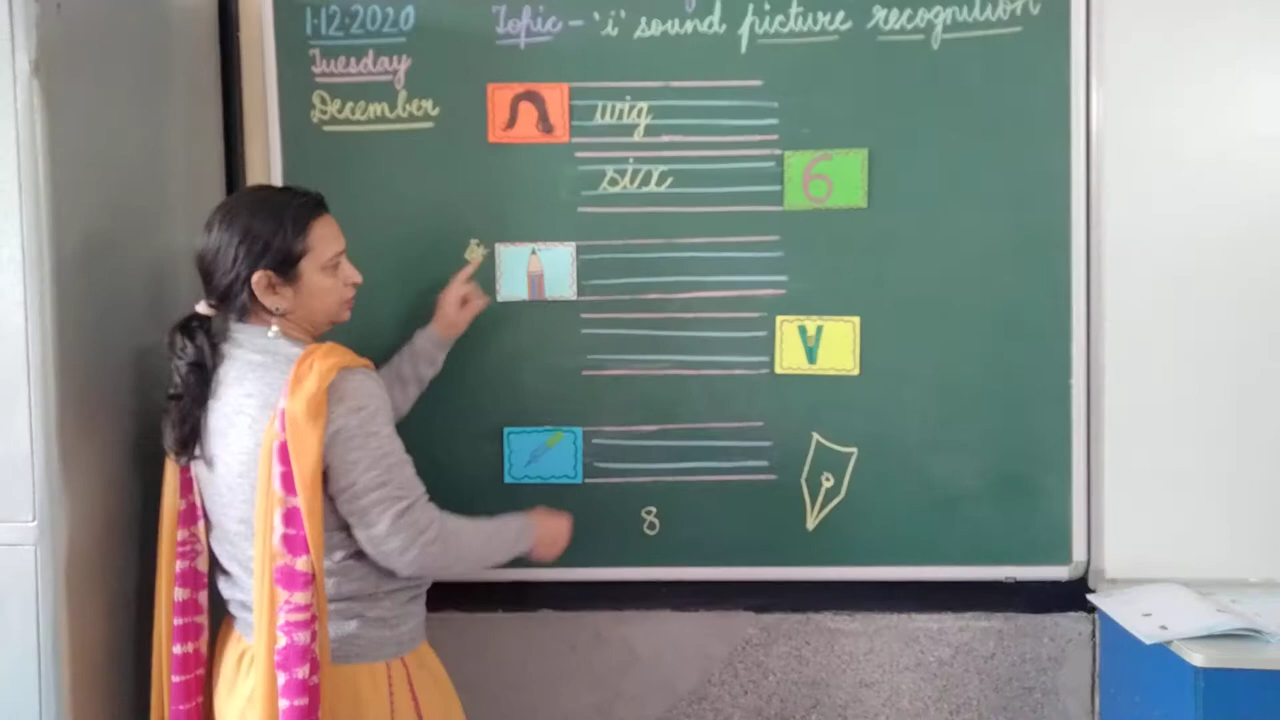 1.12.2020
Topic - 'i' sound picture recognition
Tuesday
December
wig
six
6
8